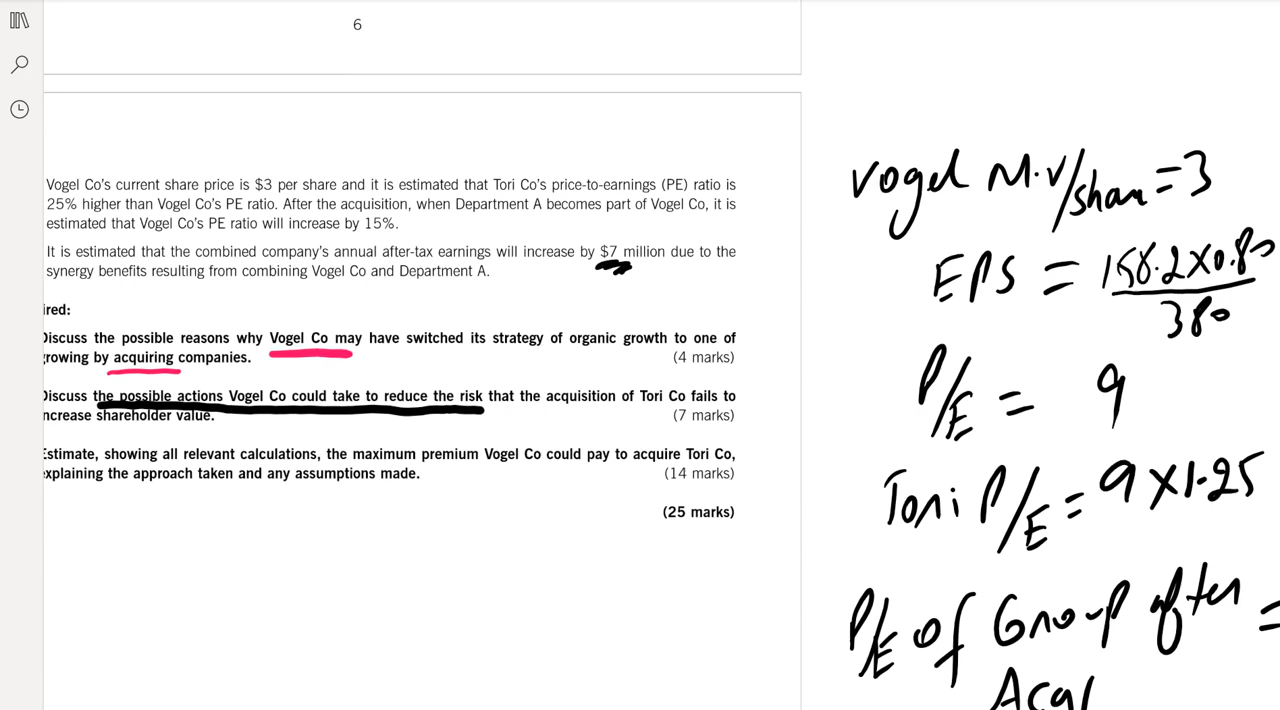 6
Vogel Co's current share price is $3 per share and it is estimated that Tori Co's price-to-earnings (PE) ratio is
25% higher than Vogel Co's PE ratio. After the acquisition, when Department A becomes part of Vogel Co, it is
estimated that Vogel Co's PE ratio will increase by 15%.
It is estimated that the combined company's annual after-tax earnings will increase by $7 million due to the
synergy benefits resulting from combining Vogel Co and Department A.
ired:
Discuss the possible reasons why Vogel Co may have switched its strategy of organic growth to one of
growing by acquiring companies. (4 marks)
Discuss the possible actions Vogel Co could take to reduce the risk that the acquisition of Tori Co fails to
ncrease shareholder value. (7 marks)
Estimate, showing all relevant calculations, the maximum premium Vogel Co could pay to acquire Tori Co,
explaining the approach taken and any assumptions made. (14 marks)
(25 marks)
Vogel M.V/share = 3
EPS = 158.2 X 0.80
380
P/E = 9
Tori P/E = 9 X 1.25
P/E of Group after =